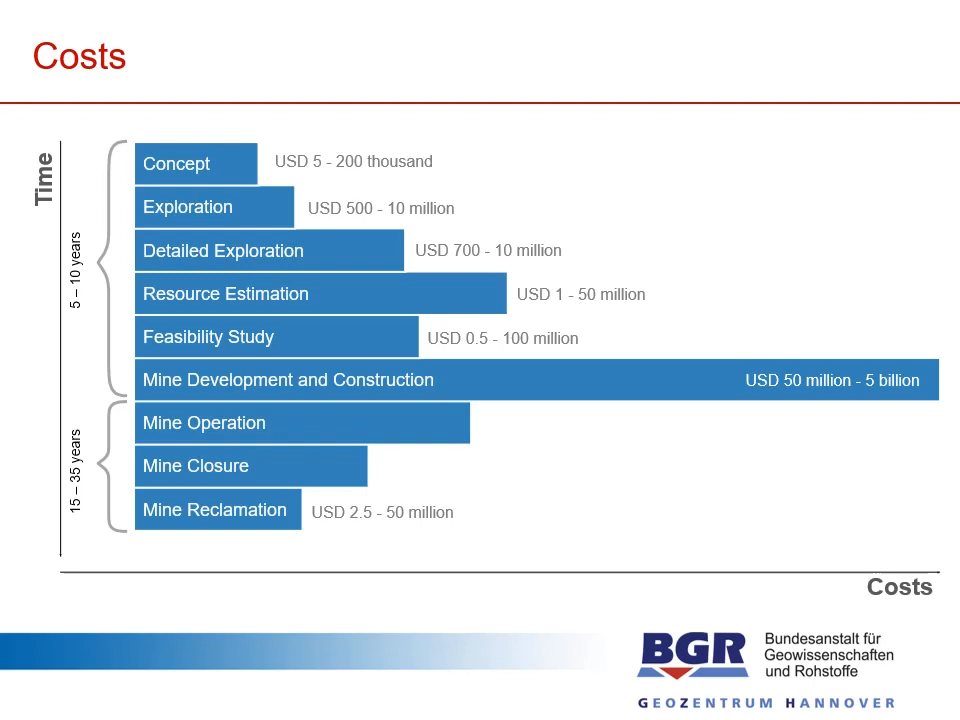 Costs
Time
5 – 10 years
Concept
USD 5 - 200 thousand
Exploration
USD 500 - 10 million
Detailed Exploration
USD 700 - 10 million
Resource Estimation
USD 1 - 50 million
Feasibility Study
USD 0.5 - 100 million
Mine Development and Construction
USD 50 million - 5 billion
15 – 35 years
Mine Operation
Mine Closure
Mine Reclamation
USD 2.5 - 50 million
Costs
BGR
Bundesanstalt für
Geowissenschaften
und Rohstoffe
GEOZENTRUM HANNOVER